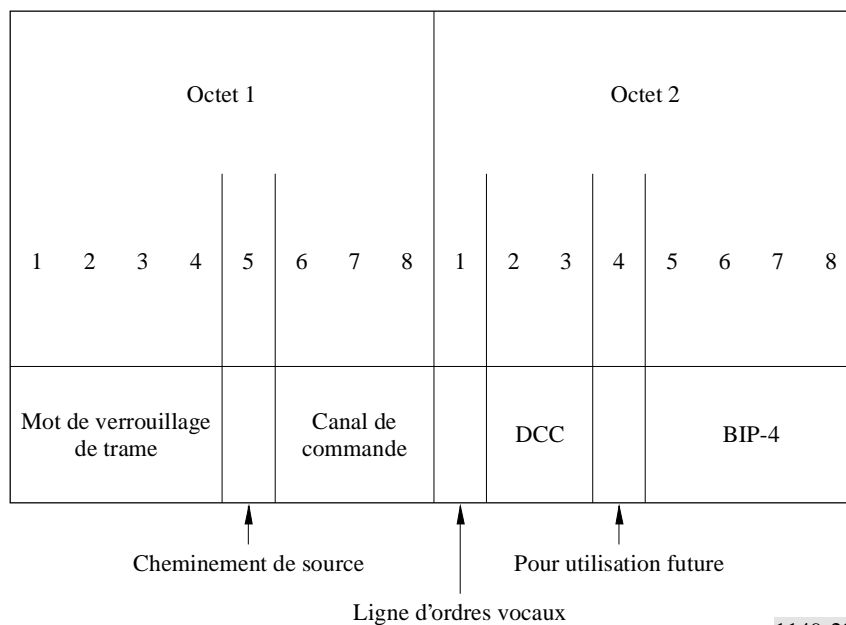 Octet 1 Octet 2
1 2 3 4 5 6 7 8 1 2 3 4 5 6 7 8
Mot de verrouillage
de trame
Canal de
commande
DCC
BIP-4
Cheminement de source
Pour utilisation future
Ligne d'ordres vocaux